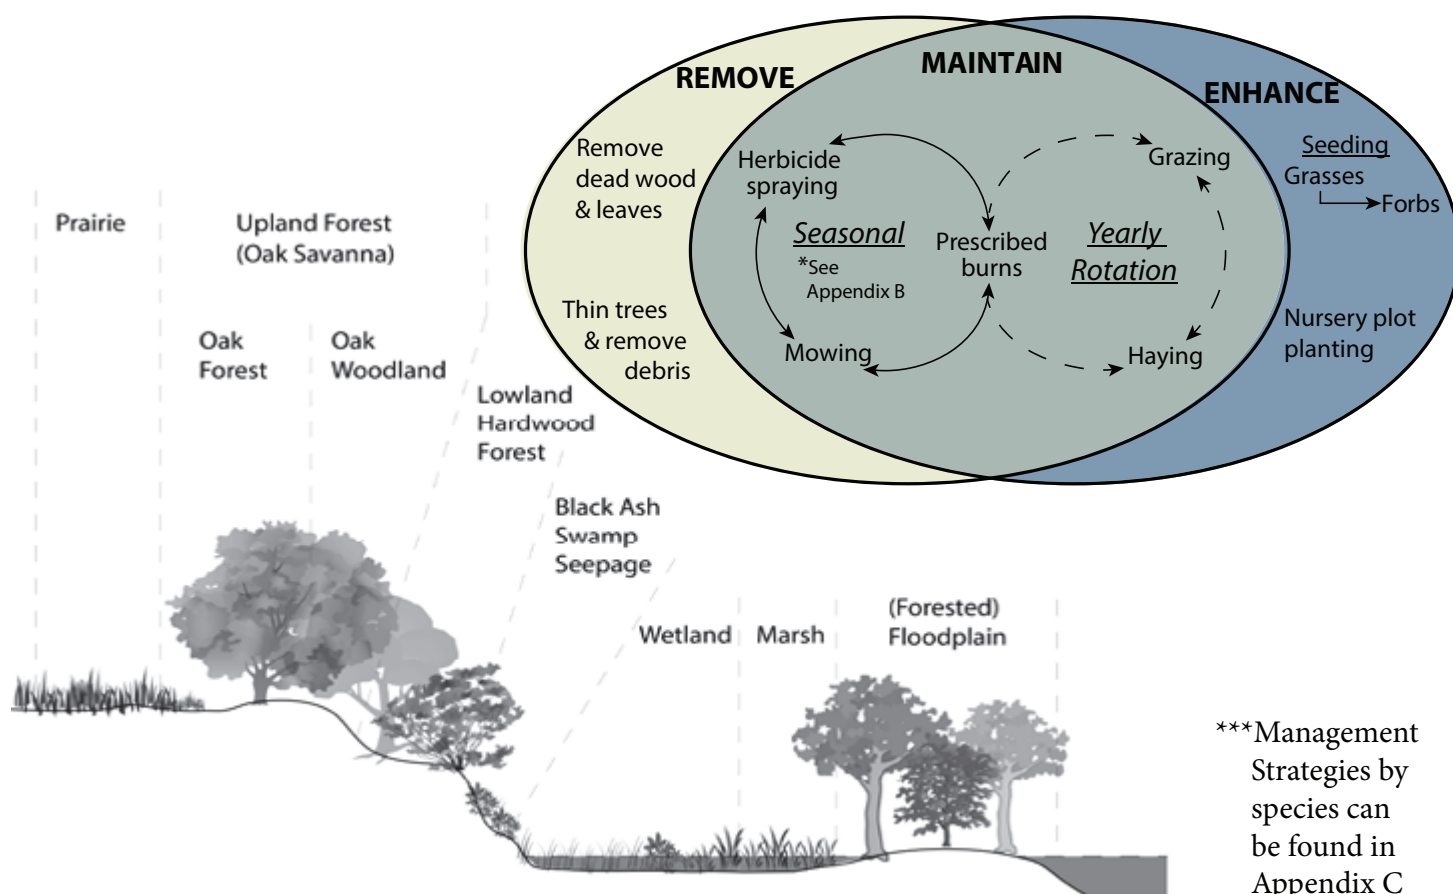 REMOVE
MAINTAIN
ENHANCE
Remove
dead wood
& leaves
Thin trees
& remove
debris
Herbicide
spraying
Seasonal
*See
Appendix B
Mowing
Prescribed
burns
Grazing
Yearly
Rotation
Haying
Seeding
Grasses
Forbs
Nursery plot
planting
Prairie
Upland Forest
(Oak Savanna)
Oak
Forest
Oak
Woodland
Lowland
Hardwood
Forest
Black Ash
Swamp
Seepage
Wetland
Marsh
(Forested)
Floodplain
***Management
Strategies by
species can
be found in
Appendix C